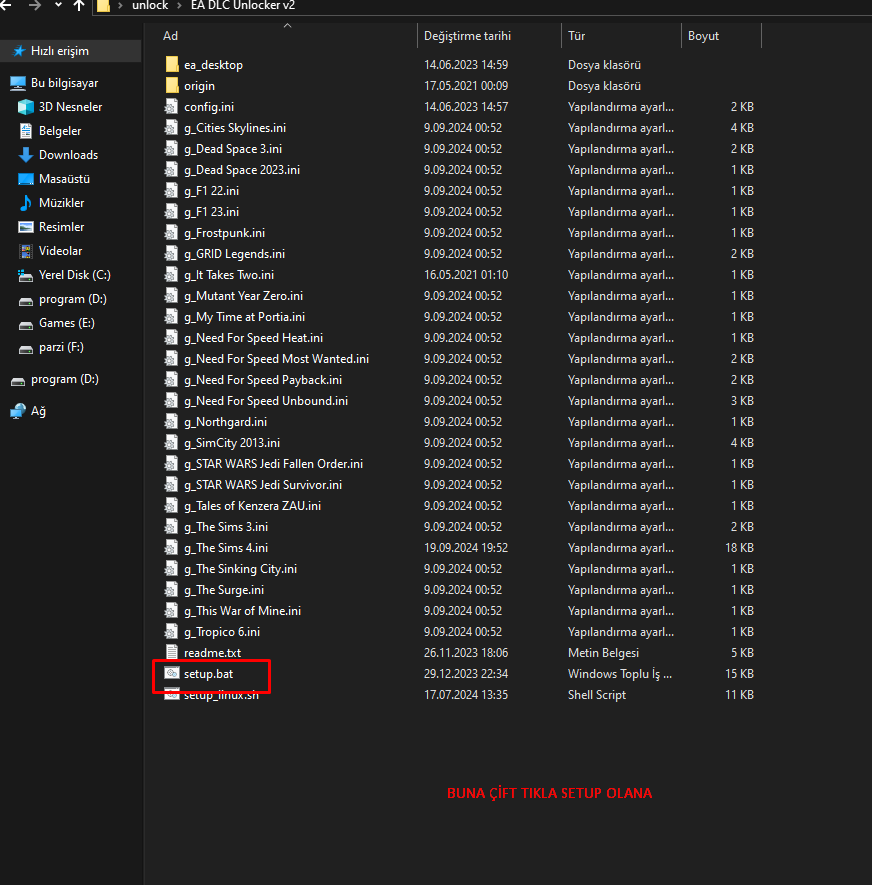 unlock > EA DLC Unlocker v2
Ad Değiştirme tarihi Tür Boyut
Hızlı erişim
Bu bilgisayar
3D Nesneler
Belgeler
Downloads
Masaüstü
Müzikler
Resimler
Videolar
Yerel Disk (C:)
program (D:)
Games (E:)
parzi (F:)
program (D:)
Ağ
ea_desktop 14.06.2023 14:59 Dosya klasörü
origin 17.05.2021 00:09 Dosya klasörü
config.ini 14.06.2023 14:57 Yapılandırma ayarl... 2 KB
g_Cities Skylines.ini 9.09.2024 00:52 Yapılandırma ayarl... 4 KB
g_Dead Space 3.ini 9.09.2024 00:52 Yapılandırma ayarl... 2 KB
g_Dead Space 2023.ini 9.09.2024 00:52 Yapılandırma ayarl... 1 KB
g_F1 22.ini 9.09.2024 00:52 Yapılandırma ayarl... 1 KB
g_F1 23.ini 9.09.2024 00:52 Yapılandırma ayarl... 1 KB
g_Frostpunk.ini 9.09.2024 00:52 Yapılandırma ayarl... 1 KB
g_GRID Legends.ini 9.09.2024 00:52 Yapılandırma ayarl... 2 KB
g_It Takes Two.ini 16.05.2021 01:10 Yapılandırma ayarl... 1 KB
g_Mutant Year Zero.ini 9.09.2024 00:52 Yapılandırma ayarl... 1 KB
g_My Time at Portia.ini 9.09.2024 00:52 Yapılandırma ayarl... 1 KB
g_Need For Speed Heat.ini 9.09.2024 00:52 Yapılandırma ayarl... 1 KB
g_Need For Speed Most Wanted.ini 9.09.2024 00:52 Yapılandırma ayarl... 2 KB
g_Need For Speed Payback.ini 9.09.2024 00:52 Yapılandırma ayarl... 2 KB
g_Need For Speed Unbound.ini 9.09.2024 00:52 Yapılandırma ayarl... 3 KB
g_Northgard.ini 9.09.2024 00:52 Yapılandırma ayarl... 1 KB
g_SimCity 2013.ini 9.09.2024 00:52 Yapılandırma ayarl... 4 KB
g_STAR WARS Jedi Fallen Order.ini 9.09.2024 00:52 Yapılandırma ayarl... 1 KB
g_STAR WARS Jedi Survivor.ini 9.09.2024 00:52 Yapılandırma ayarl... 1 KB
g_Tales of Kenzera ZAU.ini 9.09.2024 00:52 Yapılandırma ayarl... 1 KB
g_The Sims 3.ini 9.09.2024 00:52 Yapılandırma ayarl... 2 KB
g_The Sims 4.ini 19.09.2024 19:52 Yapılandırma ayarl... 18 KB
g_The Sinking City.ini 9.09.2024 00:52 Yapılandırma ayarl... 1 KB
g_The Surge.ini 9.09.2024 00:52 Yapılandırma ayarl... 1 KB
g_This War of Mine.ini 9.09.2024 00:52 Yapılandırma ayarl... 1 KB
g_Tropico 6.ini 9.09.2024 00:52 Yapılandırma ayarl... 1 KB
readme.txt 26.11.2023 18:06 Metin Belgesi 5 KB
setup.bat 29.12.2023 22:34 Windows Toplu İş ... 15 KB
setup_linux.sh 17.07.2024 13:35 Shell Script 11 KB
BUNA ÇİFT TIKLA SETUP OLANA